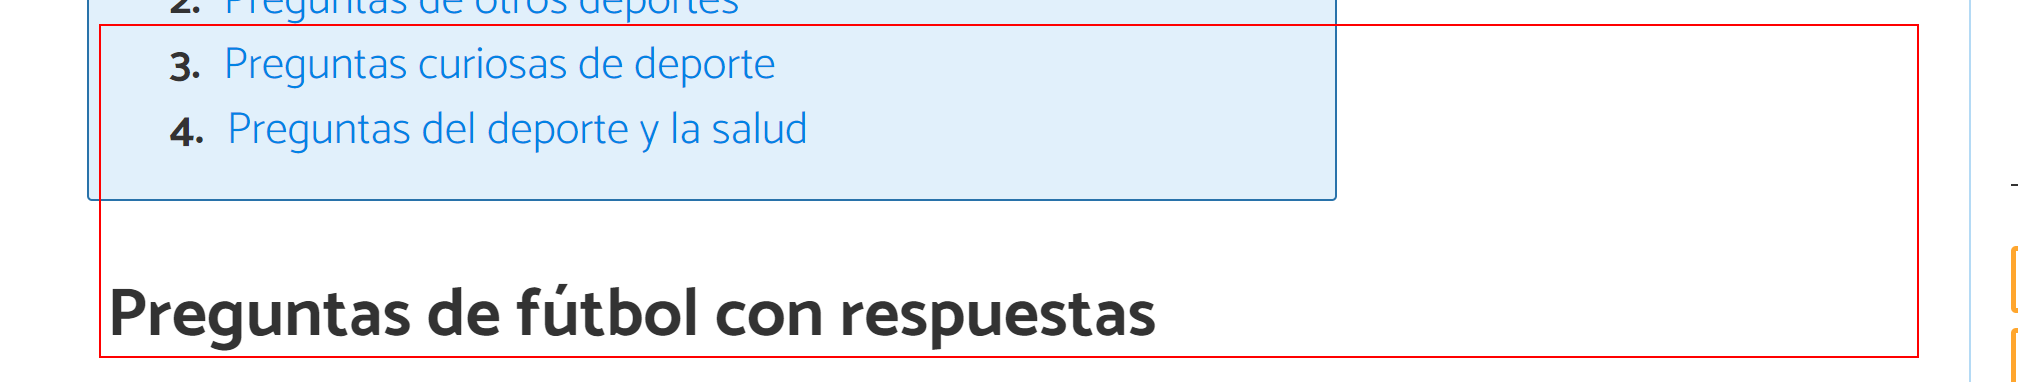 2. Preguntas de otros deportes
3. Preguntas curiosas de deporte
4. Preguntas del deporte y la salud
Preguntas de fútbol con respuestas